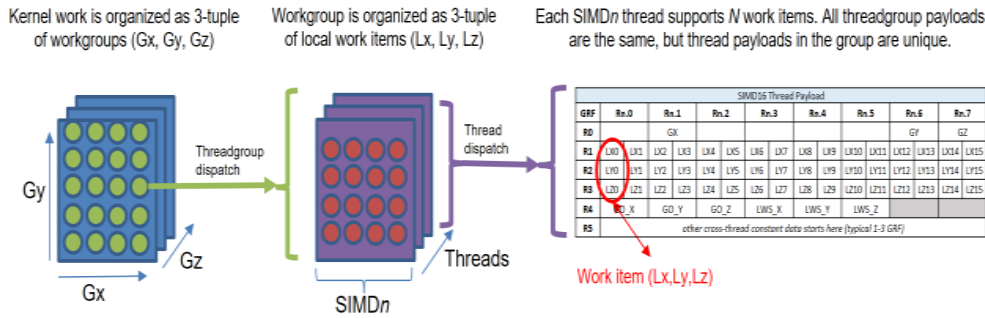 Kernel work is organized as 3-tuple
of workgroups (Gx, Gy, Gz)
Workgroup is organized as 3-tuple
of local work items (Lx, Ly, Lz)
Each SIMDn thread supports N work items. All threadgroup payloads
are the same, but thread payloads in the group are unique.
Gy
Gx
Gz
Threadgroup
dispatch
SIMDn
Threads
Thread
dispatch
SIMD16 Thread Payload
GRF Rn.0 Rn.1 Rn.2 Rn.3 Rn.4 Rn.5 Rn.6 Rn.7
R0 GX GY GZ
R1 LX0 LX1 LX2 LX3 LX4 LX5 LX6 LX7 LX8 LX9 LX10 LX11 LX12 LX13 LX14 LX15
R2 LY0 LY1 LY2 LY3 LY4 LY5 LY6 LY7 LY8 LY9 LY10 LY11 LY12 LY13 LY14 LY15
R3 LZ0 LZ1 LZ2 LZ3 LZ4 LZ5 LZ6 LZ7 LZ8 LZ9 LZ10 LZ11 LZ12 LZ13 LZ14 LZ15
R4 GO_X GO_Y GO_Z LWS_X LWS_Y LWS_Z
R5 other cross-thread constant data starts here (typical 1-3 GRF)
Work item (Lx,Ly,Lz)